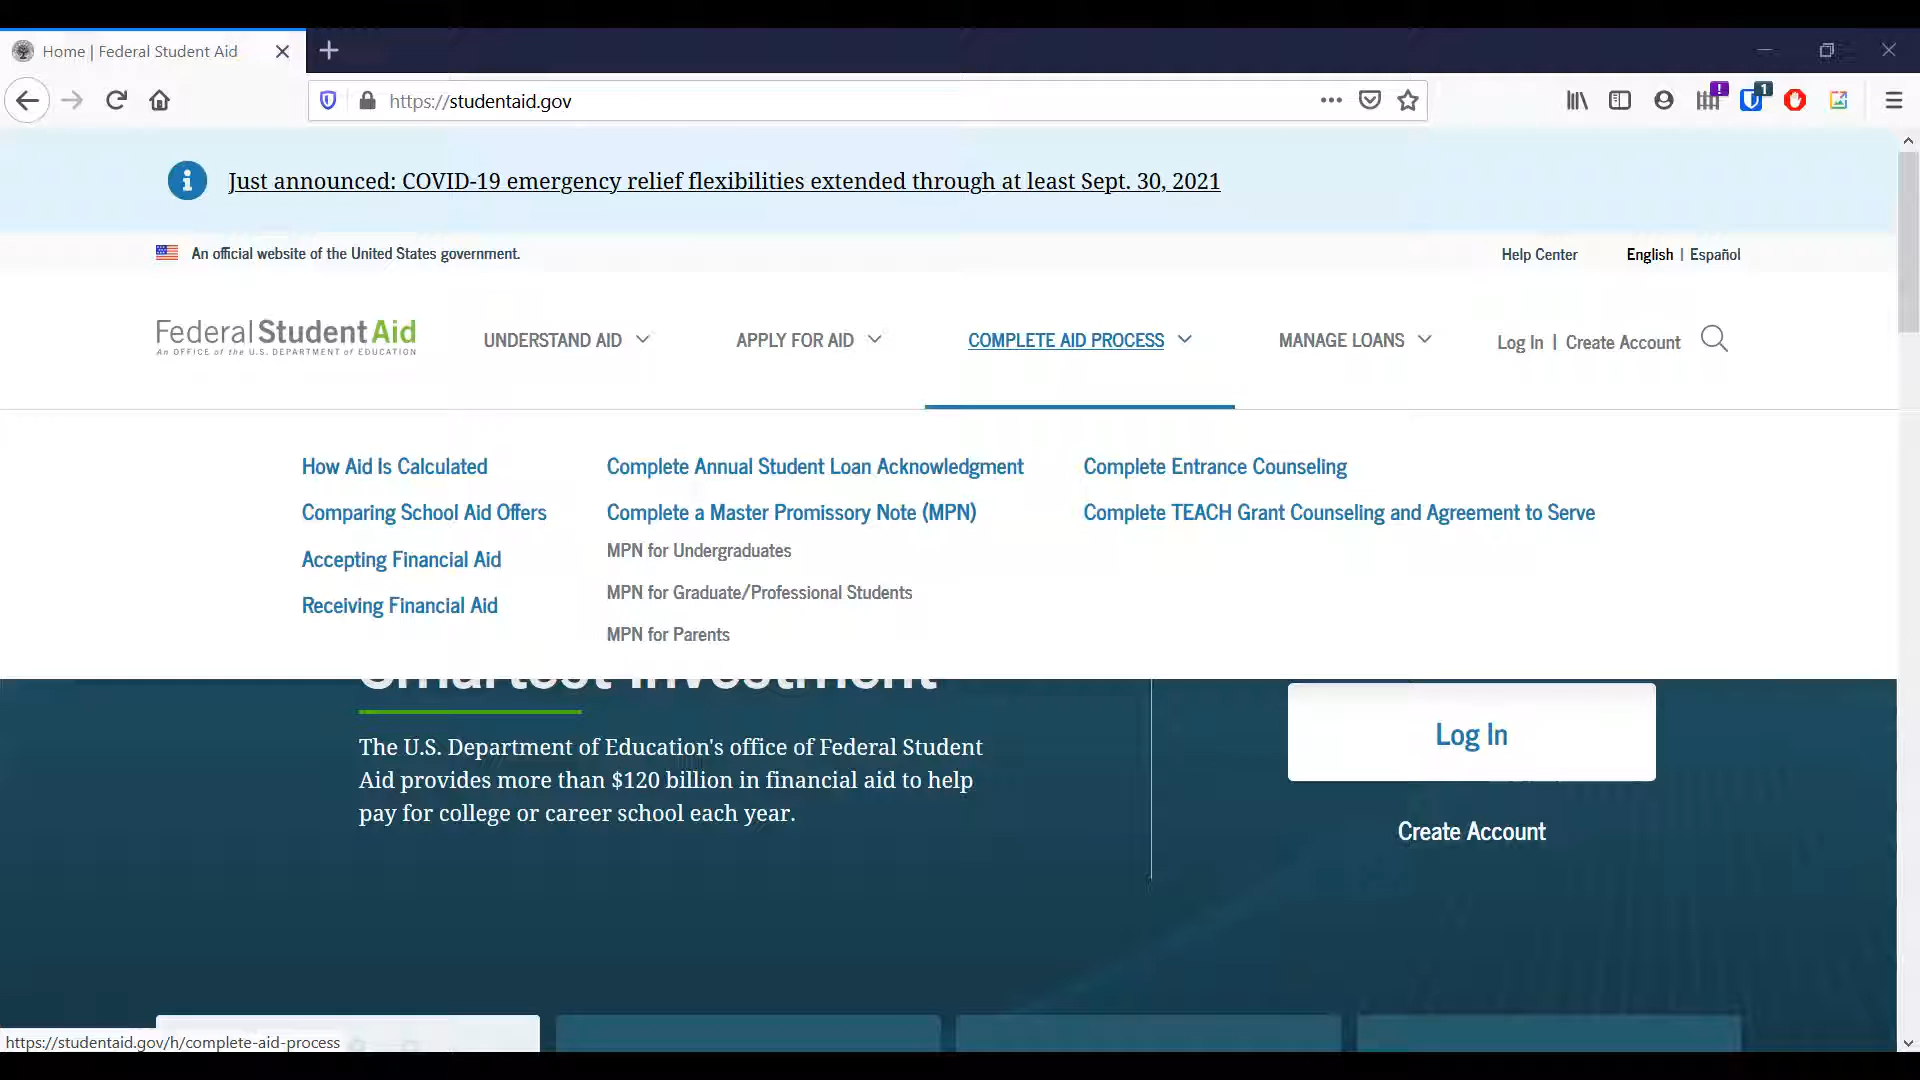 Home | Federal Student Aid
https://studentaid.gov
1
Just announced: COVID-19 emergency relief flexibilities extended through at least Sept. 30, 2021
An official website of the United States government.
Help Center
English | Español
Federal Student Aid
An OFFICE of the U.S. DEPARTMENT of EDUCATION
UNDERSTAND AID
APPLY FOR AID
COMPLETE AID PROCESS
MANAGE LOANS
Log In | Create Account
How Aid Is Calculated
Comparing School Aid Offers
Accepting Financial Aid
Receiving Financial Aid
Complete Annual Student Loan Acknowledgment
Complete a Master Promissory Note (MPN)
MPN for Undergraduates
MPN for Graduate/Professional Students
MPN for Parents
Complete Entrance Counseling
Complete TEACH Grant Counseling and Agreement to Serve
Smartest Investment
The U.S. Department of Education's office of Federal Student
Aid provides more than $120 billion in financial aid to help
pay for college or career school each year.
Log In
Create Account
https://studentaid.gov/h/complete-aid-process